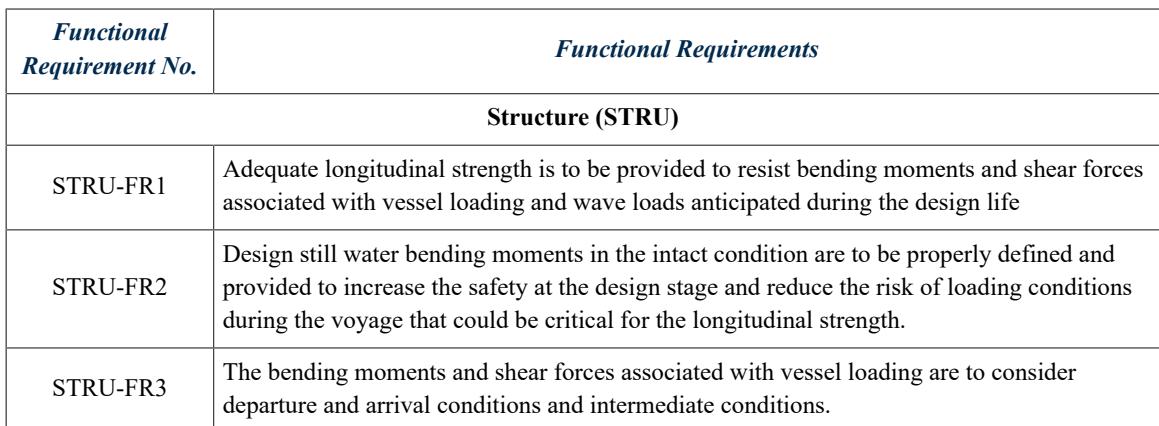 Functional
Requirement No.
Functional Requirements
Structure (STRU)
STRU-FR1
Adequate longitudinal strength is to be provided to resist bending moments and shear forces
associated with vessel loading and wave loads anticipated during the design life
STRU-FR2
Design still water bending moments in the intact condition are to be properly defined and
provided to increase the safety at the design stage and reduce the risk of loading conditions
during the voyage that could be critical for the longitudinal strength.
STRU-FR3
The bending moments and shear forces associated with vessel loading are to consider
departure and arrival conditions and intermediate conditions.